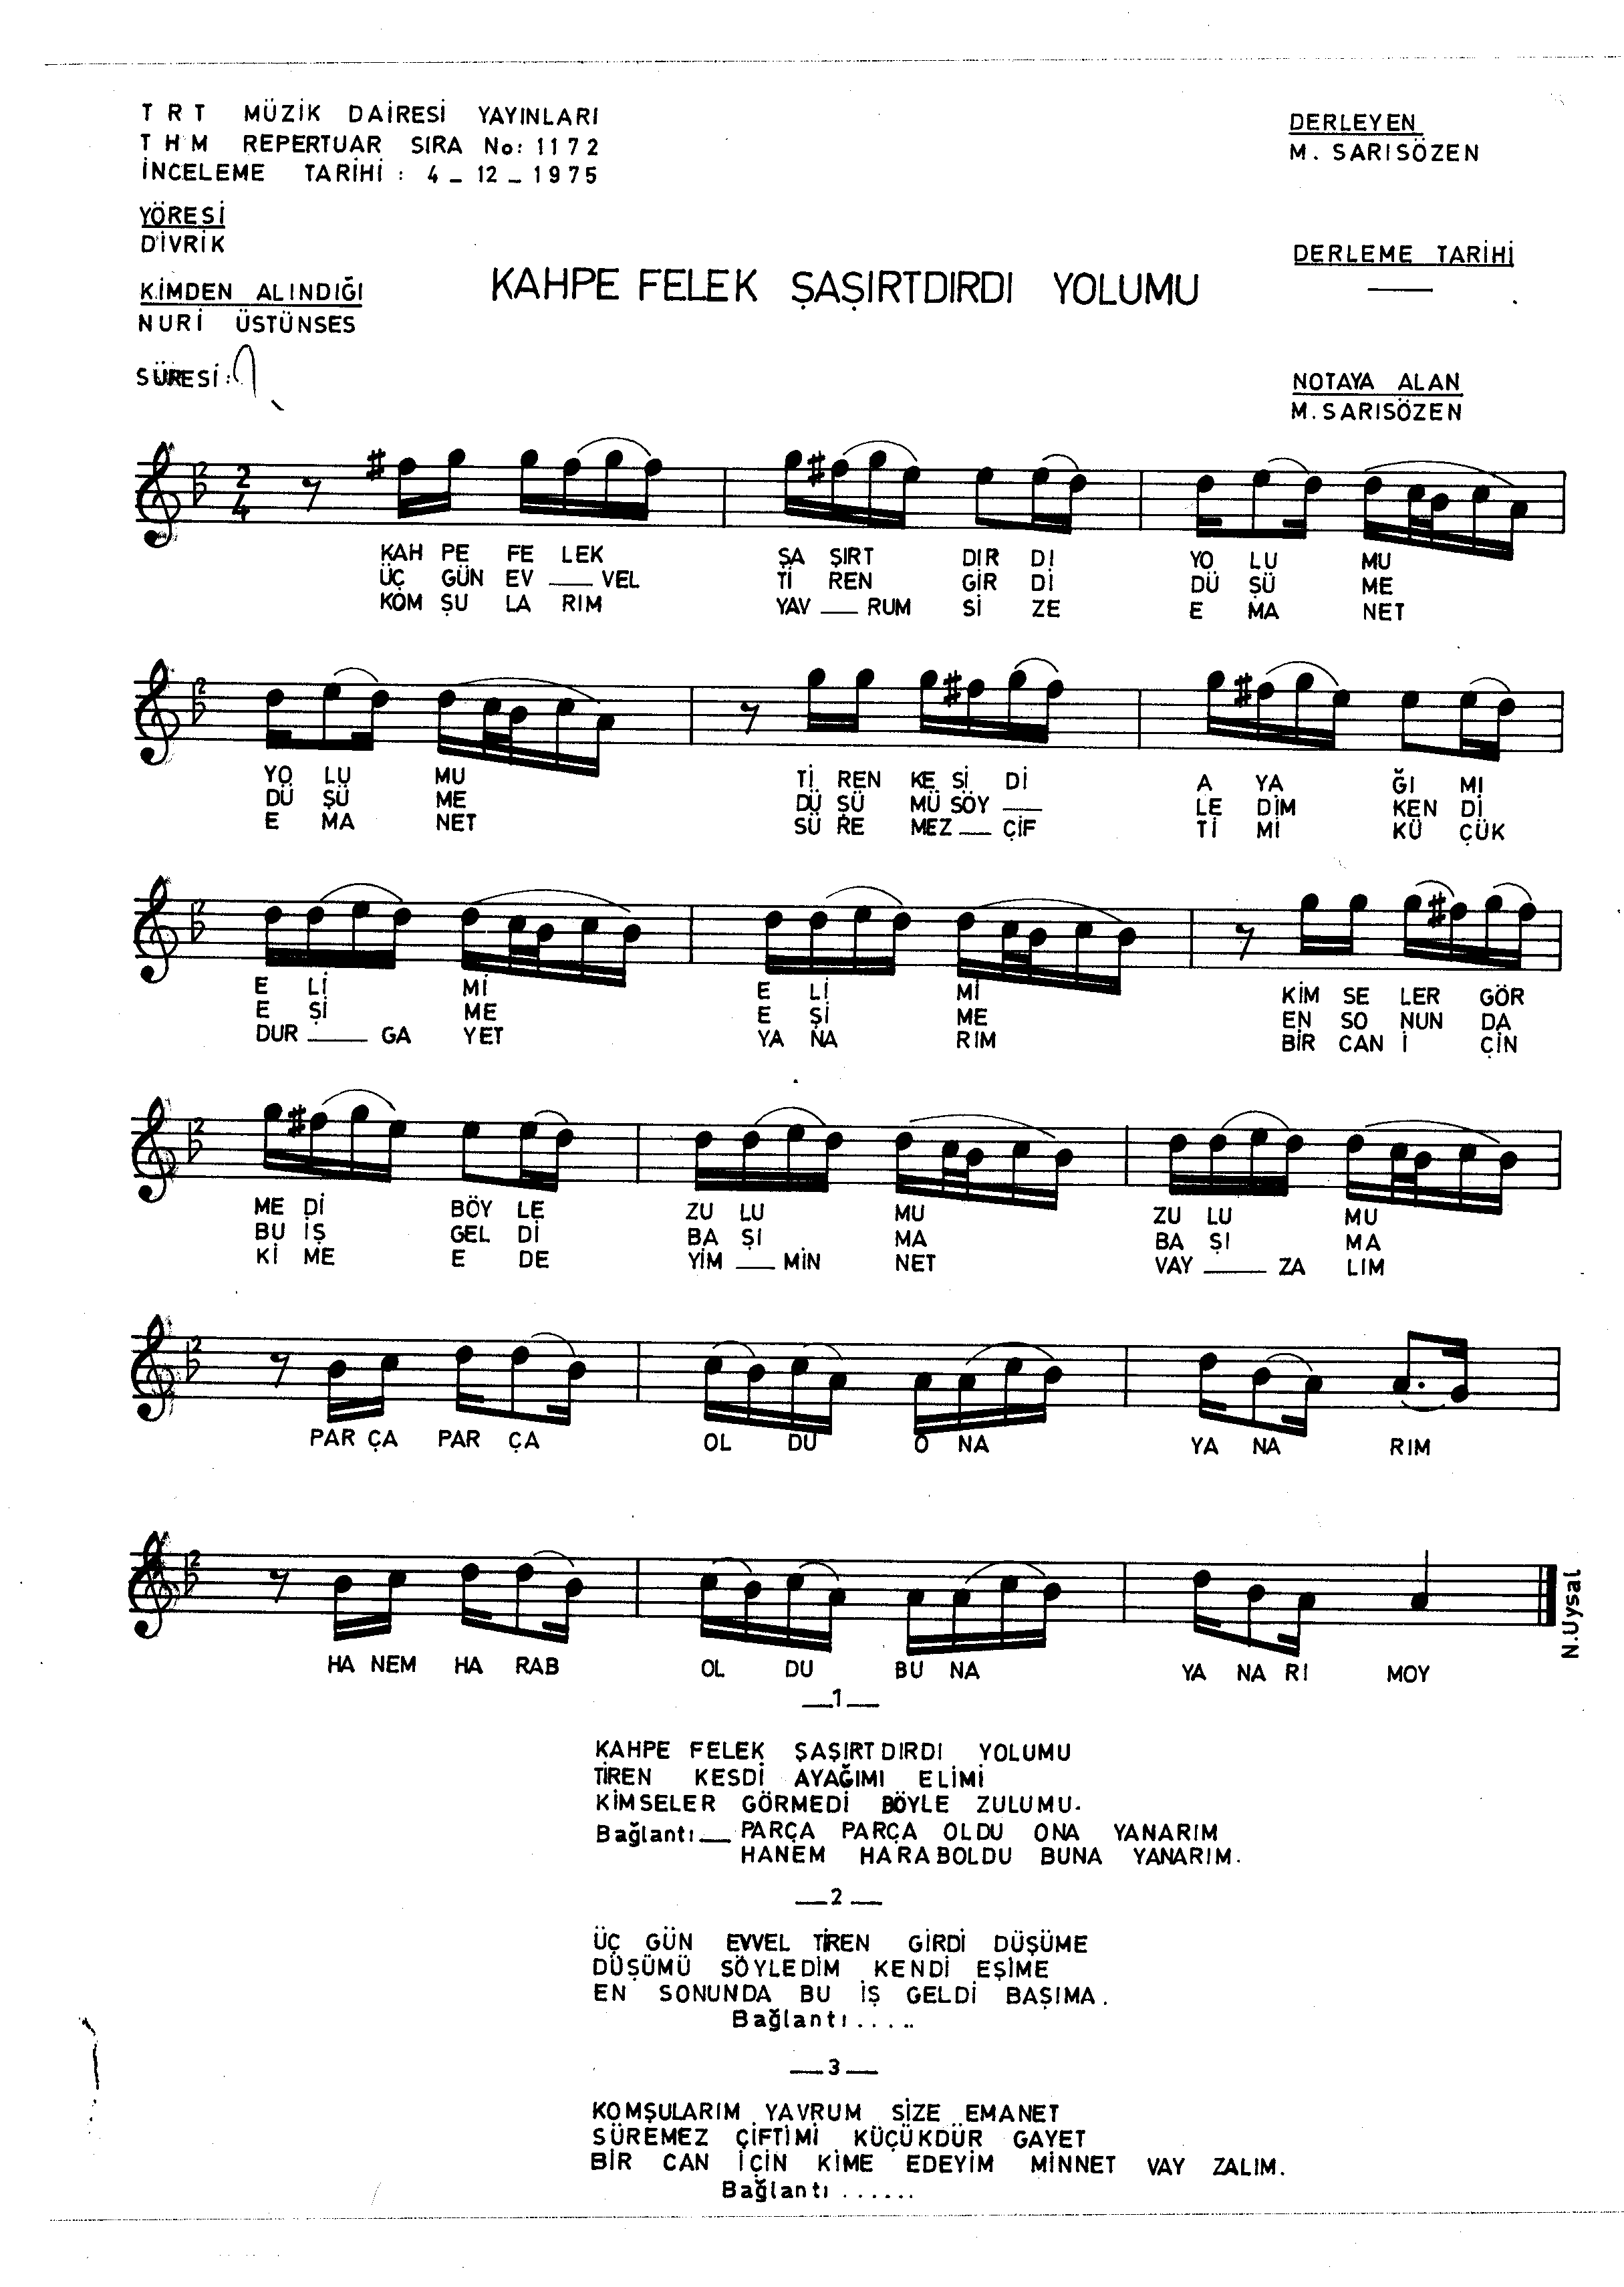 TRT MÜZİK DAİRESİ YAYINLARI
THM REPERTUAR SIRA No: 1172
İNCELEME TARİHİ : 4 _ 12 _ 1975
DERLEYEN
M. SARISÖZEN
YÖRESİ
DİVRİK
DERLEME TARİHİ
KİMDEN ALINDIĞI
NURİ ÜSTÜNSES
KAHPE FELEK ŞAŞIRTDIRDI YOLUMU
SÜRESİ:
NOTAYA ALAN
M. SARISÖZEN
2
4
KAH PE FE LEK ŞA ŞIRT DIR DI YO LU MU
ÜÇ GÜN EV ___ VEL Tİ REN GİR Dİ DÜ ŞÜ ME
KOM ŞU LA RIM YAV ___ RUM Sİ ZE E MA NET
YO LU MU Tİ REN KE Sİ Dİ A YA ĞI MI
DÜ ŞÜ ME DÜ ŞÜ MÜ SÖY ___ LE DİM KEN Dİ
E MA NET SÜ RE MEZ ___ ÇİF Tİ Mİ KÜ ÇÜK
E Lİ Mİ E Lİ Mİ KİM SE LER GÖR
E Şİ ME E Şİ ME EN SO NUN DA
DUR ___ GA YET YA NA RIM BİR CAN İ ÇİN
ME Dİ BÖY LE ZU LU MU ZU LU MU
BU İŞ GEL Dİ BA ŞI MA BA ŞI MA
Kİ ME E DE YİM ___ MİN NET VAY ___ ZA LIM
PAR ÇA PAR ÇA OL DU O NA YA NA RIM
HA NEM HA RAB OL DU BU NA YA NA RI MOY
N.Uysal
__1__
KAHPE FELEK ŞAŞIRTDIRDI YOLUMU
TİREN KESDİ AYAĞIMI ELİMİ
KİMSELER GÖRMEDİ BÖYLE ZULUMU.
Bağlantı__ PARÇA PARÇA OLDU ONA YANARIM
HANEM HARABOLDU BUNA YANARIM.
__2__
ÜÇ GÜN EVVEL TİREN GİRDİ DÜŞÜME
DÜŞÜMÜ SÖYLEDİM KENDİ EŞİME
EN SONUNDA BU İŞ GELDİ BAŞIMA.
Bağlantı.....
__3__
KOMŞULARIM YAVRUM SİZE EMANET
SÜREMEZ ÇİFTİMİ KÜÇÜKDÜR GAYET
BİR CAN İÇİN KİME EDEYİM MİNNET VAY ZALIM.
Bağlantı......